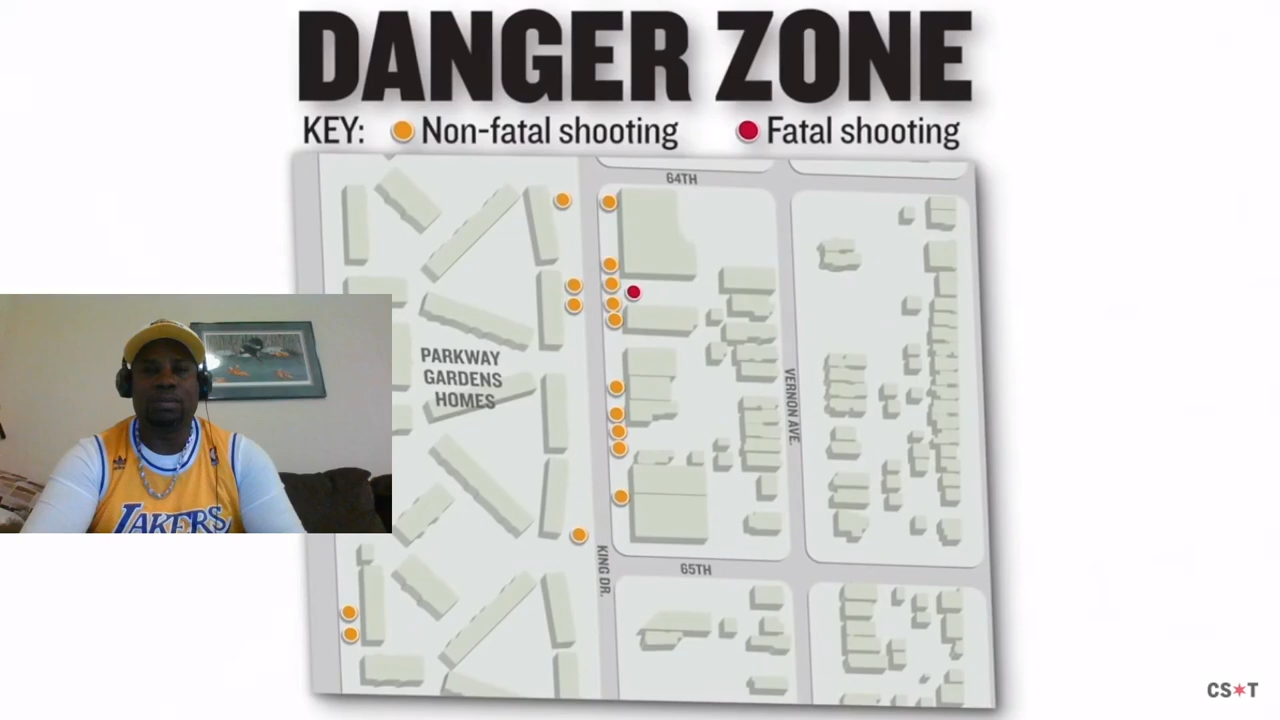 DANGER ZONE
KEY: Non-fatal shooting Fatal shooting
64TH
PARKWAY
GARDENS
HOMES
VERNON AVE.
LAKERS
KING DR.
65TH
CS★T